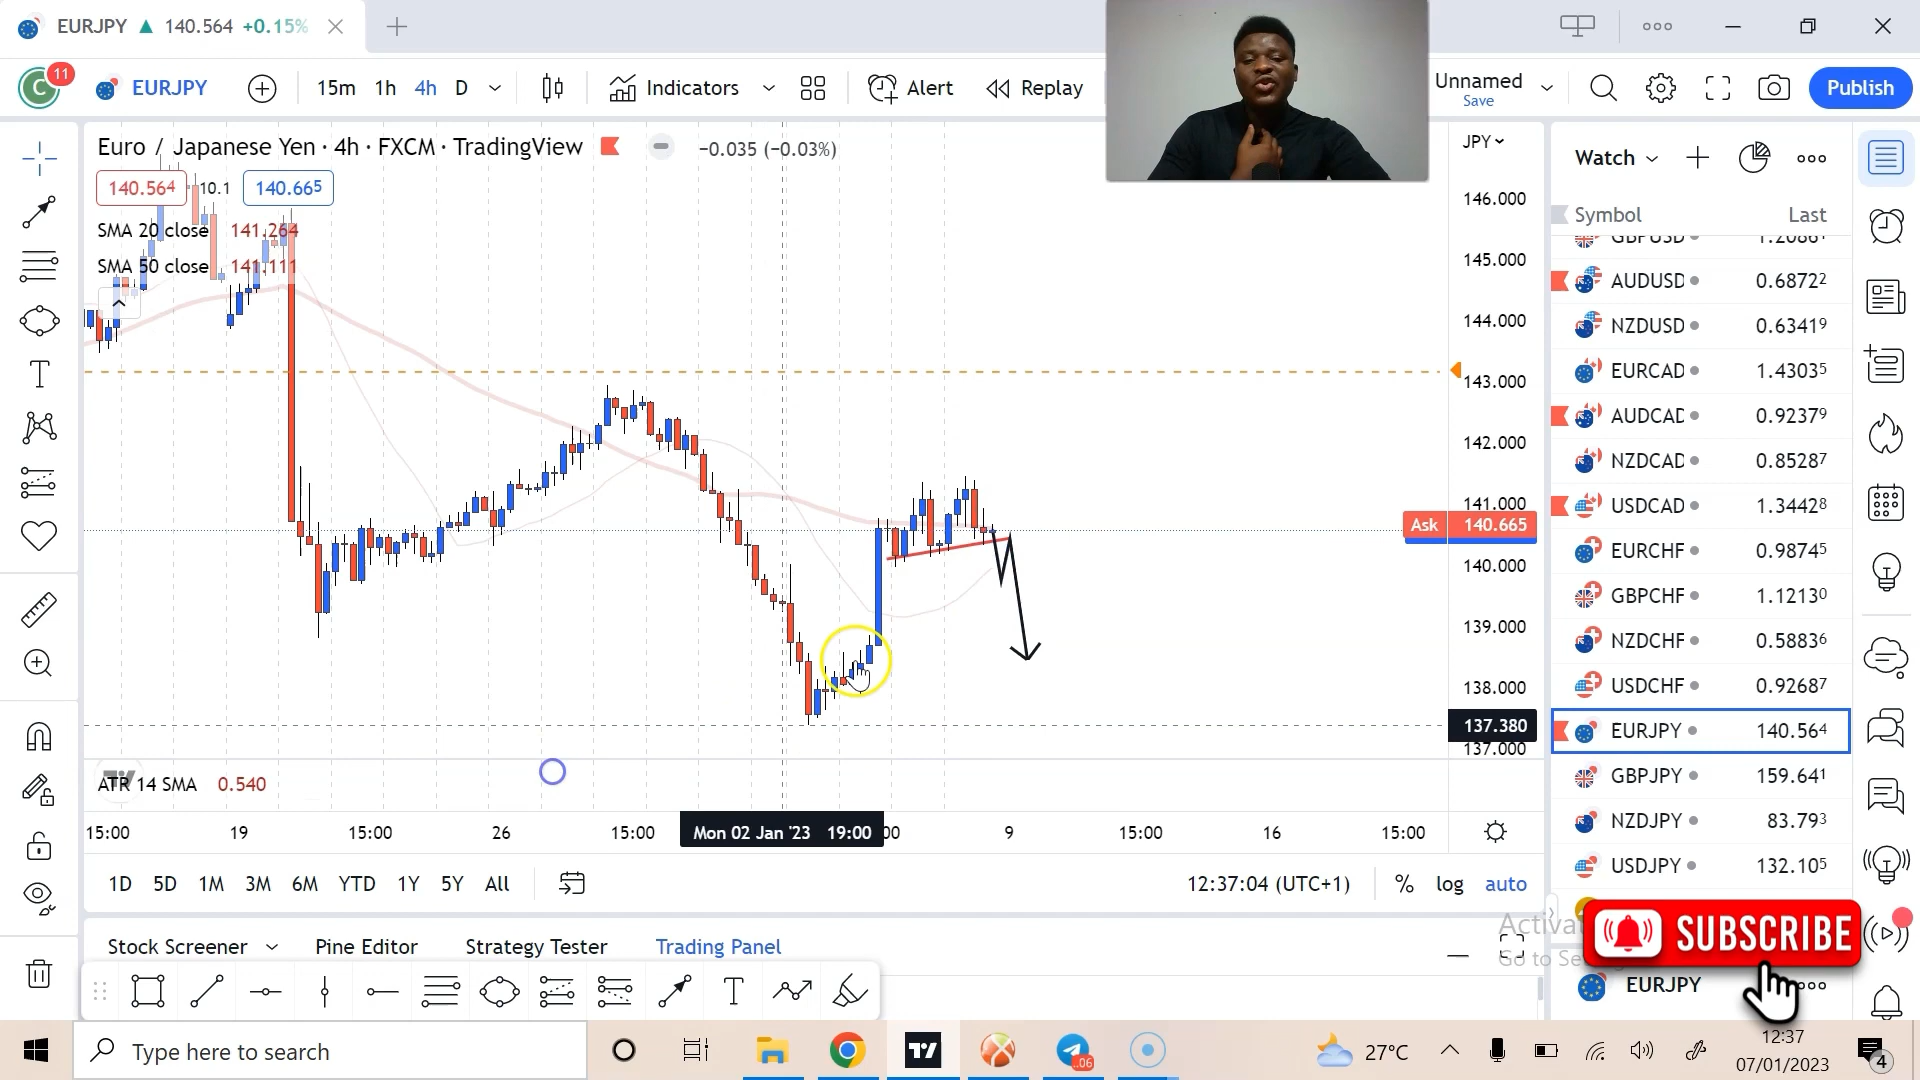 EURJPY ▲ 140.564 +0.15%
C 11 EURJPY 15m 1h 4h D Indicators Alert Replay Unnamed Save Publish
Euro / Japanese Yen · 4h · FXCM · TradingView −0.035 (−0.03%)
140.564 10.1 140.665
SMA 20 close 141.264
SMA 50 close 141.111
JPY
146.000
145.000
144.000
143.000
142.000
141.000
Ask 140.665
140.000
139.000
138.000
137.380
137.000
ATR 14 SMA 0.540
15:00 19 15:00 26 15:00 Mon 02 Jan '23 19:00 :00 9 15:00 16 15:00
1D 5D 1M 3M 6M YTD 1Y 5Y All 12:37:04 (UTC+1) % log auto
Stock Screener Pine Editor Strategy Tester Trading Panel
Watch
Symbol Last
GBPUSD 1.20861
AUDUSD 0.68722
NZDUSD 0.63419
EURCAD 1.43035
AUDCAD 0.92379
NZDCAD 0.85287
USDCAD 1.34428
EURCHF 0.98745
GBPCHF 1.12130
NZDCHF 0.58836
USDCHF 0.92687
EURJPY 140.564
GBPJPY 159.641
NZDJPY 83.793
USDJPY 132.105
SUBSCRIBE
Go to Se
EURJPY
Type here to search 27°C 12:37
07/01/2023 4